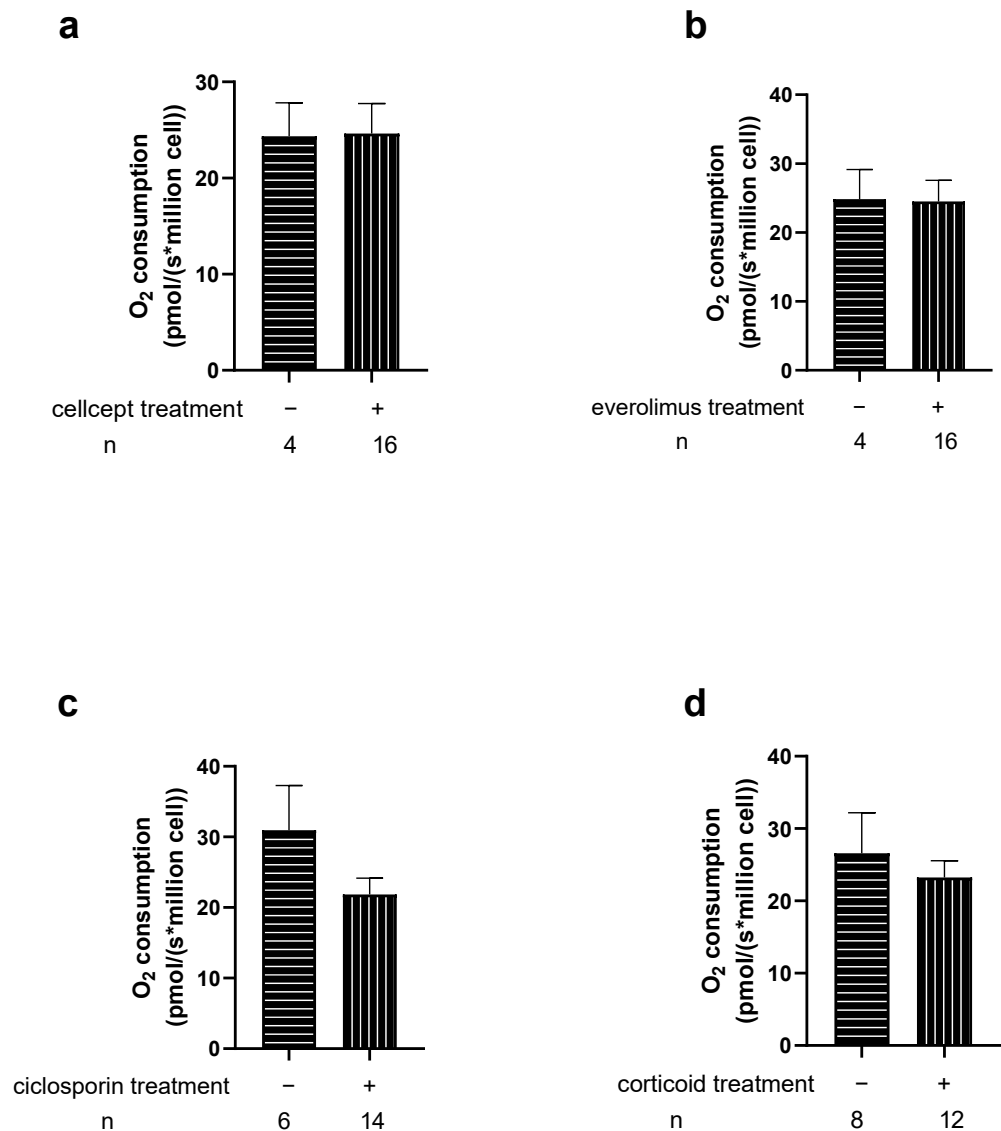 a
30
20
10
0
O₂ consumption
(pmol/(s*million cell))
cellcept treatment − +
n 4 16
b
40
30
20
10
0
O₂ consumption
(pmol/(s*million cell))
everolimus treatment − +
n 4 16
c
40
30
20
10
0
O₂ consumption
(pmol/(s*million cell))
ciclosporin treatment − +
n 6 14
d
40
30
20
10
0
O₂ consumption
(pmol/(s*million cell))
corticoid treatment − +
n 8 12